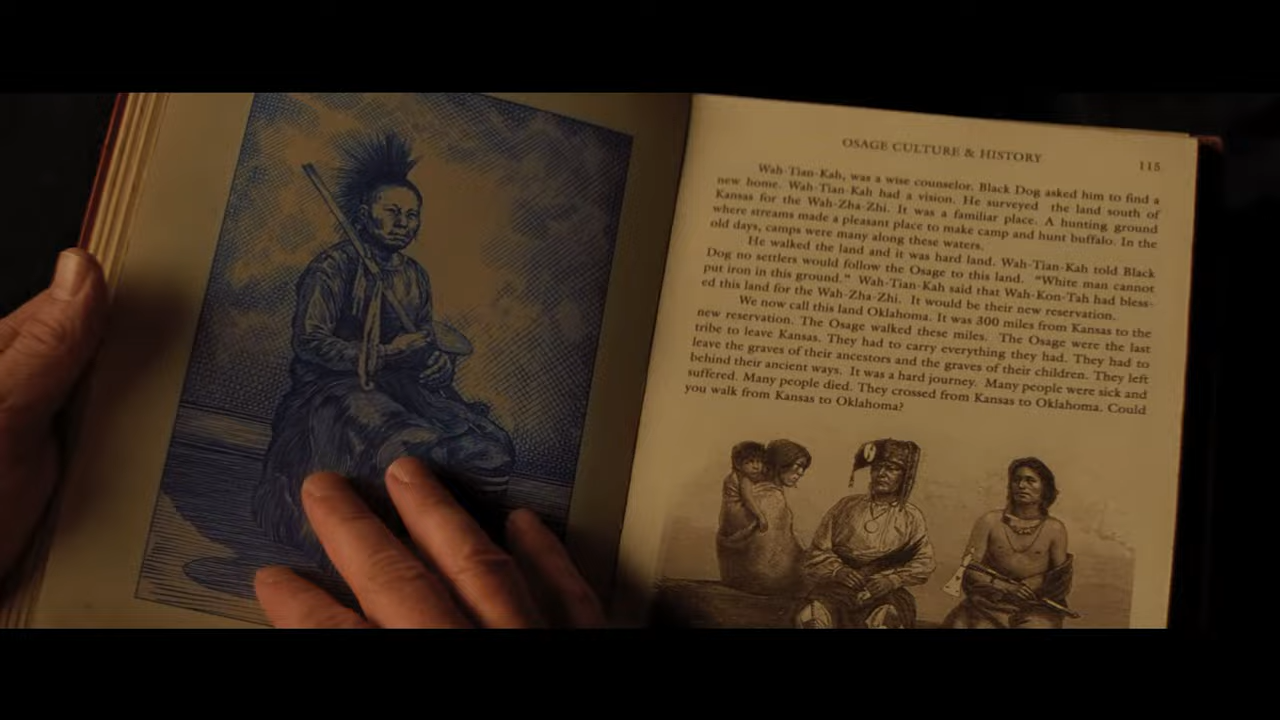 OSAGE CULTURE & HISTORY 115
Wah-Tian-Kah, was a wise counselor. Black Dog asked him to find a
new home. Wah-Tian-Kah had a vision. He surveyed the land south of
Kansas for the Wah-Zha-Zhi. It was a familiar place. A hunting ground
where streams made a pleasant place to make camp and hunt buffalo. In the
old days, camps were many along these waters.
He walked the land and it was hard land. Wah-Tian-Kah told Black
Dog no settlers would follow the Osage to this land. "White man cannot
put iron in this ground." Wah-Tian-Kah said that Wah-Kon-Tah had bless-
ed this land for the Wah-Zha-Zhi. It would be their new reservation.
We now call this land Oklahoma. It was 300 miles from Kansas to the
new reservation. The Osage walked these miles. The Osage were the last
tribe to leave Kansas. They had to carry everything they had. They had to
leave the graves of their ancestors and the graves of their children. They left
behind their ancient ways. It was a hard journey. Many people were sick and
suffered. Many people died. They crossed from Kansas to Oklahoma. Could
you walk from Kansas to Oklahoma?